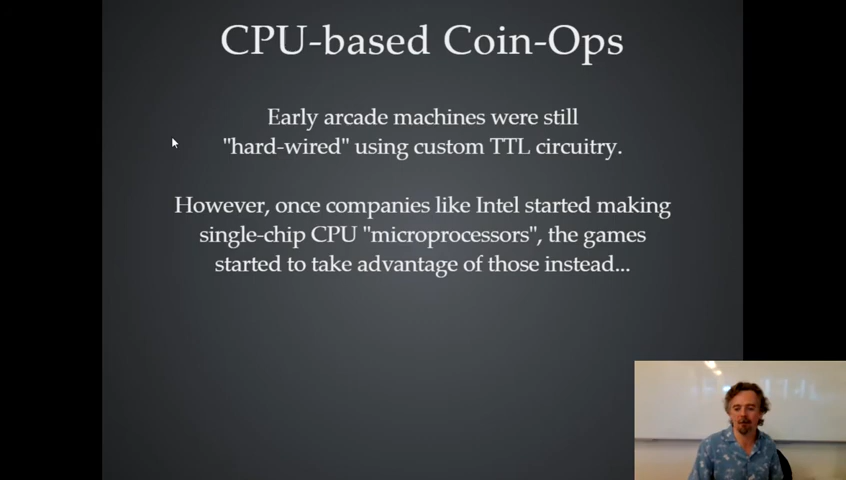 CPU-based Coin-Ops
Early arcade machines were still
"hard-wired" using custom TTL circuitry.
However, once companies like Intel started making
single-chip CPU "microprocessors", the games
started to take advantage of those instead...